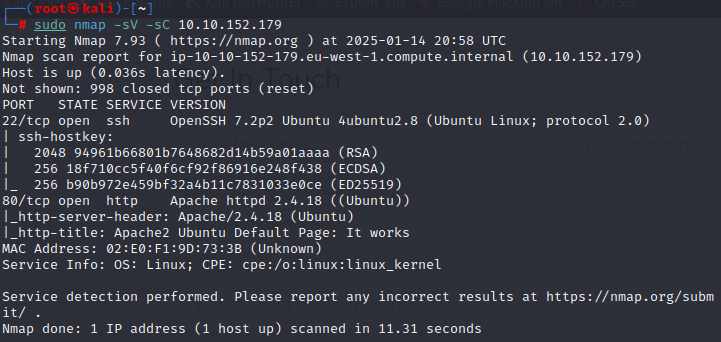 ┌──(root㉿kali)-[~]
└─# sudo nmap -sV -sC 10.10.152.179
Starting Nmap 7.93 ( https://nmap.org ) at 2025-01-14 20:58 UTC
Nmap scan report for ip-10-10-152-179.eu-west-1.compute.internal (10.10.152.179)
Host is up (0.036s latency).
Not shown: 998 closed tcp ports (reset)
PORT   STATE SERVICE VERSION
22/tcp open  ssh     OpenSSH 7.2p2 Ubuntu 4ubuntu2.8 (Ubuntu Linux; protocol 2.0)
| ssh-hostkey:
|   2048 94961b66801b7648682d14b59a01aaaa (RSA)
|   256 18f710cc5f40f6cf92f86916e248f438 (ECDSA)
|_  256 b90b972e459bf32a4b11c7831033e0ce (ED25519)
80/tcp open  http    Apache httpd 2.4.18 ((Ubuntu))
|_http-server-header: Apache/2.4.18 (Ubuntu)
|_http-title: Apache2 Ubuntu Default Page: It works
MAC Address: 02:E0:F1:9D:73:3B (Unknown)
Service Info: OS: Linux; CPE: cpe:/o:linux:linux_kernel

Service detection performed. Please report any incorrect results at https://nmap.org/subm
it/ .
Nmap done: 1 IP address (1 host up) scanned in 11.31 seconds